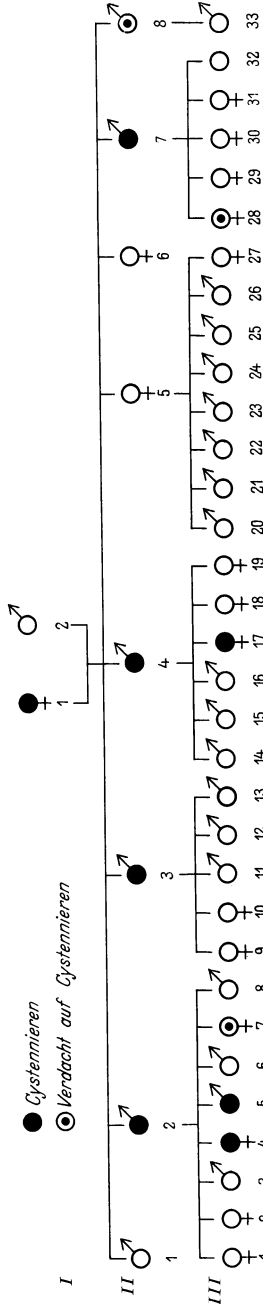 Cystennieren
Verdacht auf Cystennieren
I
1 2
II
1 2 3 4 5 6 7 8
III
1 2 3 4 5 6 7 8 9 10 11 12 13 14 15 16 17 18 19 20 21 22 23 24 25 26 27 28 29 30 31 32 33